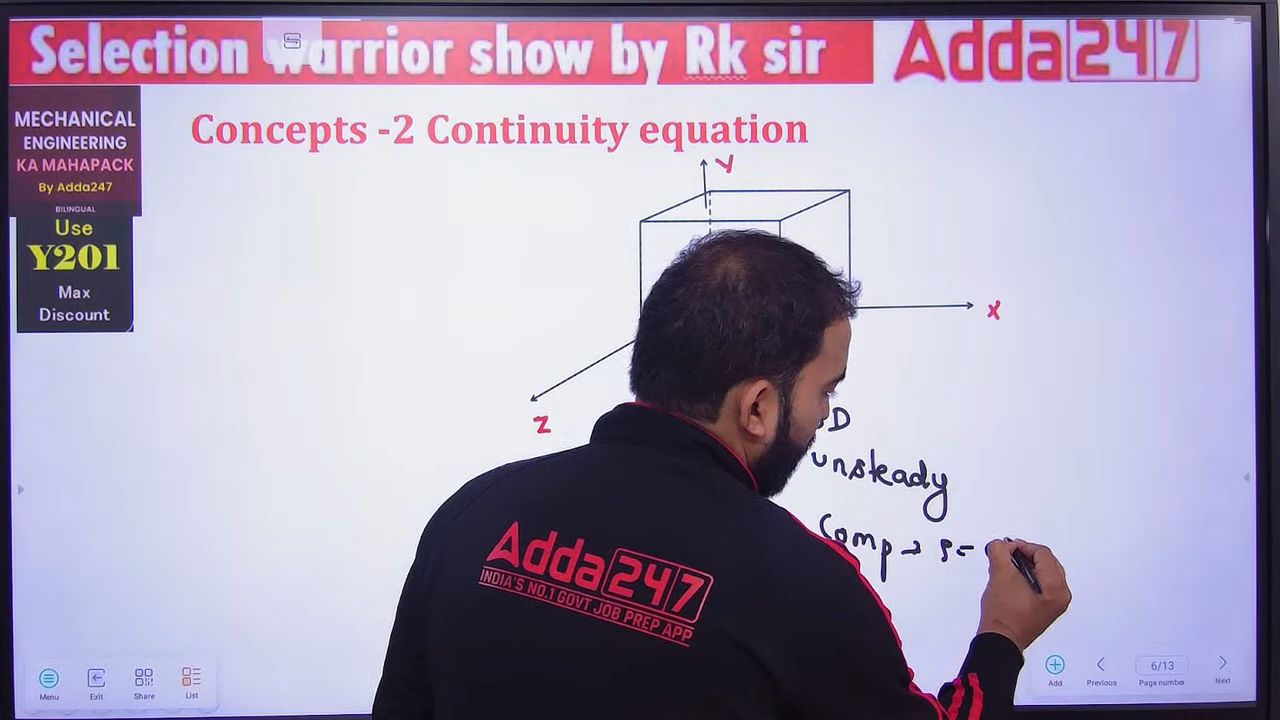 Selection warrior show by Rk sir
Adda247
MECHANICAL
ENGINEERING
KA MAHAPACK
By Adda247
BILINGUAL
Use
Y201
Max
Discount
Concepts -2 Continuity equation
Y
X
Z
D
unsteady
Comp → ρ =
Adda247
INDIA'S NO.1 GOVT JOB PREP APP
Menu
Exit
Share
List
Add
Previous
6/13
Page number
Next